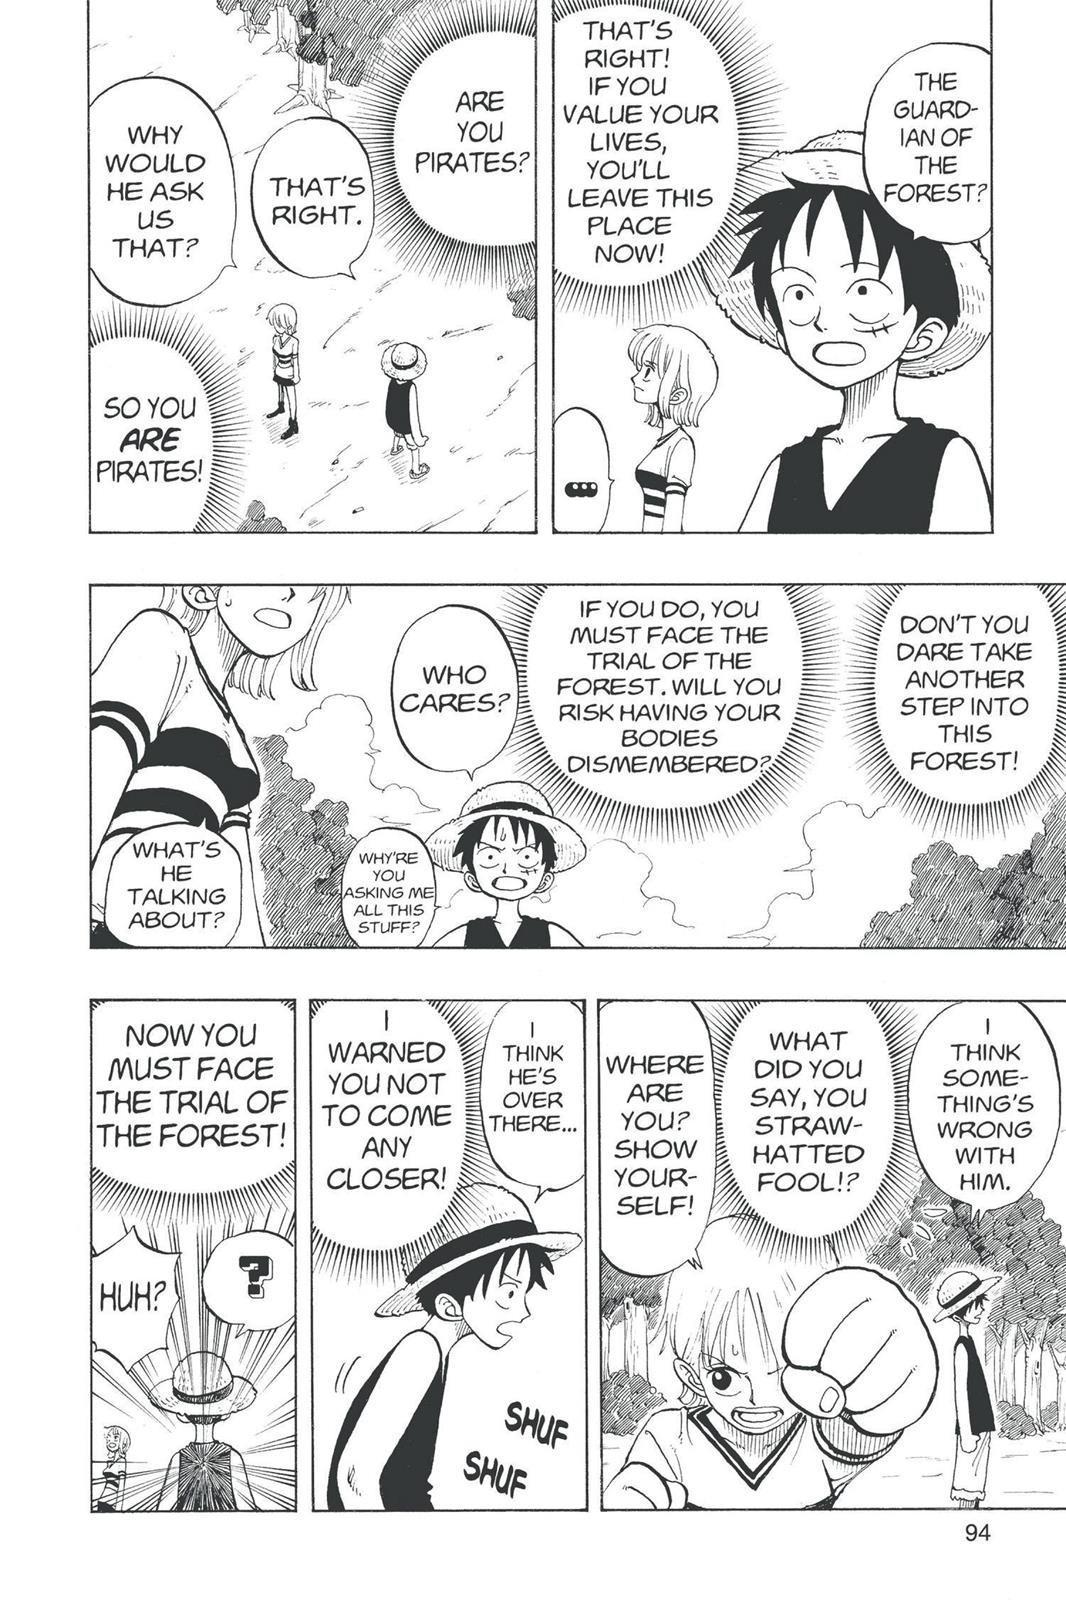 THE
GUARD-
IAN OF
THE
FOREST?
THAT'S
RIGHT!
IF YOU
VALUE YOUR
LIVES,
YOU'LL
LEAVE THIS
PLACE
NOW!
...
ARE
YOU
PIRATES?
THAT'S
RIGHT.
WHY
WOULD
HE ASK
US
THAT?
SO YOU
ARE
PIRATES!
DON'T YOU
DARE TAKE
ANOTHER
STEP INTO
THIS
FOREST!
IF YOU DO, YOU
MUST FACE THE
TRIAL OF THE
FOREST. WILL YOU
RISK HAVING YOUR
BODIES
DISMEMBERED?
WHO
CARES?
WHY'RE
YOU
ASKING ME
ALL THIS
STUFF?
WHAT'S
HE
TALKING
ABOUT?
I
THINK
SOME-
THING'S
WRONG
WITH
HIM.
WHAT
DID YOU
SAY, YOU
STRAW-
HATTED
FOOL!?
WHERE
ARE
YOU?
SHOW
YOUR-
SELF!
I
THINK
HE'S
OVER
THERE...
I
WARNED
YOU NOT
TO COME
ANY
CLOSER!
SHUF
SHUF
NOW YOU
MUST FACE
THE TRIAL OF
THE FOREST!
?
HUH?
94